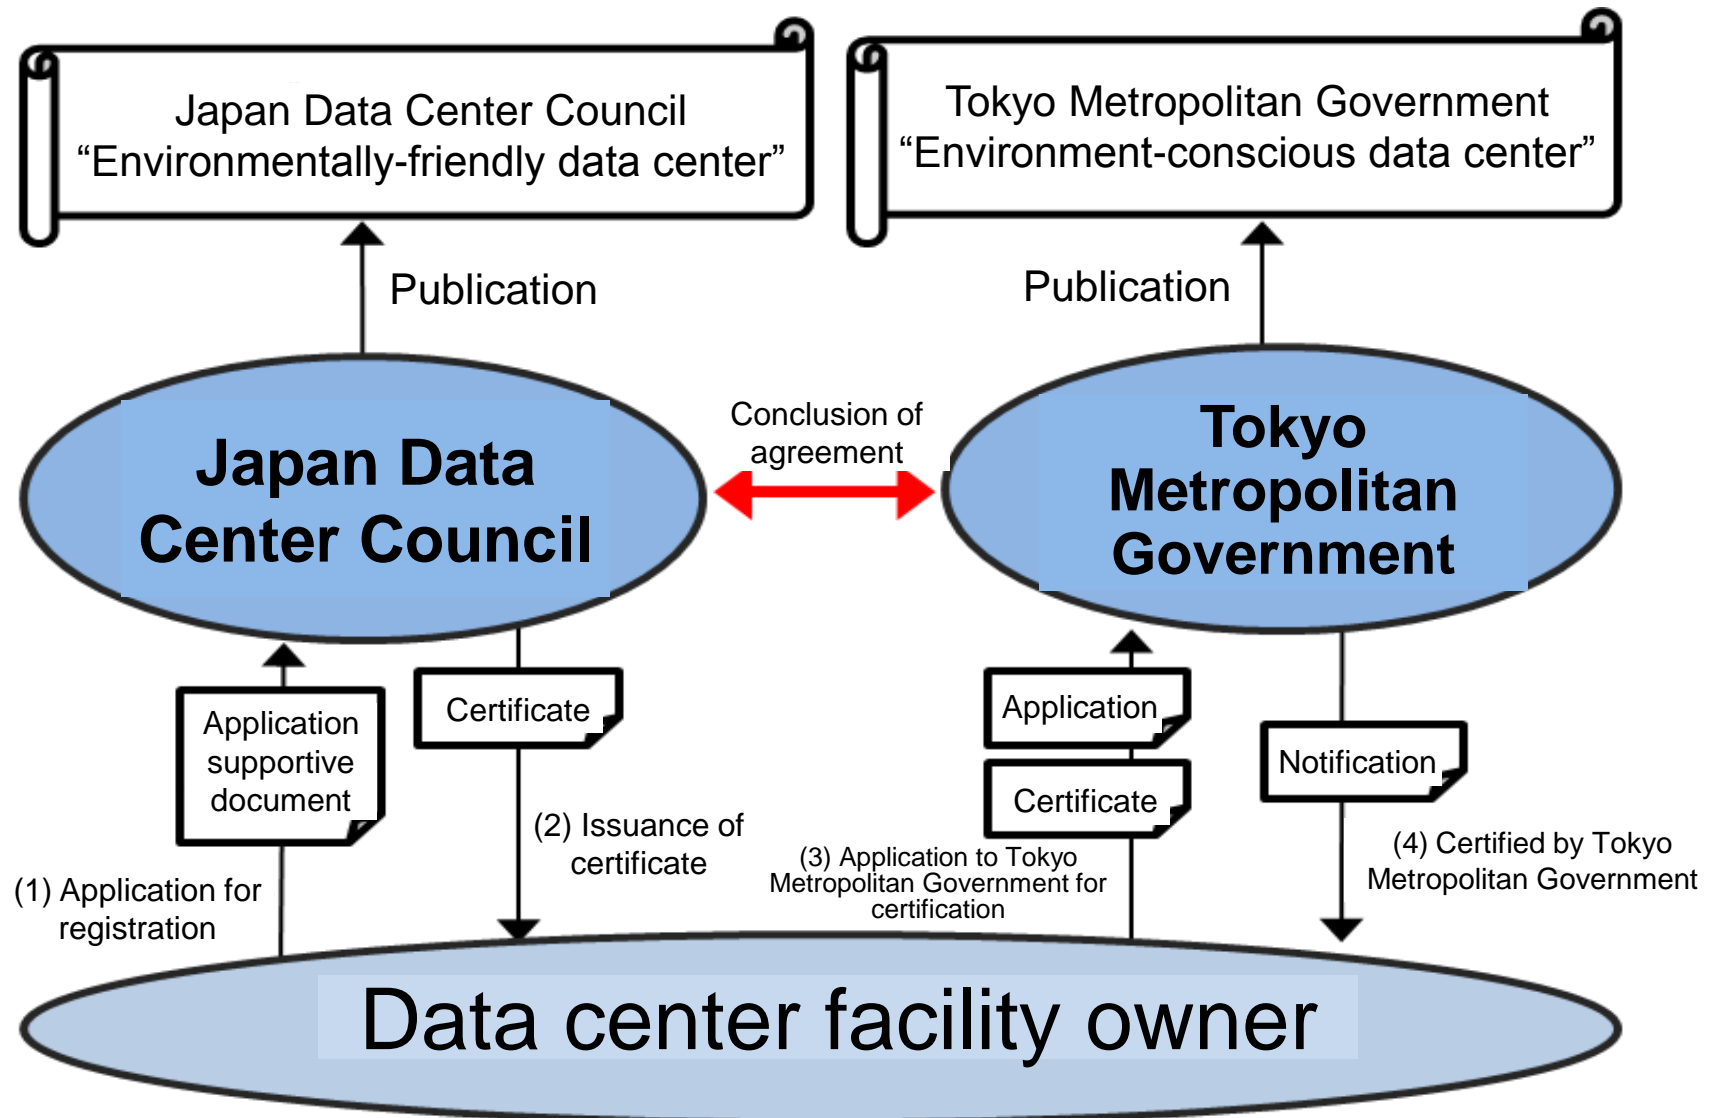 Japan Data Center Council
“Environmentally-friendly data center”
Tokyo Metropolitan Government
“Environment-conscious data center”
Publication
Publication
Japan Data
Center Council
Conclusion of
agreement
Tokyo
Metropolitan
Government
Application
supportive
document
Certificate
Application
Certificate
Notification
(1) Application for
registration
(2) Issuance of
certificate
(3) Application to Tokyo
Metropolitan Government for
certification
(4) Certified by Tokyo
Metropolitan Government
Data center facility owner